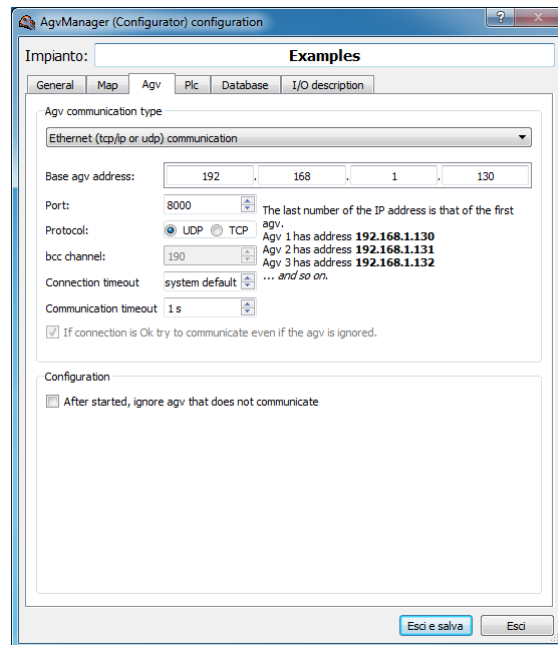 AgvManager (Configurator) configuration
Impianto: Examples
General Map Agv Plc Database I/O description
Agv communication type
Ethernet (tcp/ip or udp) communication
Base agv address: 192 . 168 . 1 . 130
Port: 8000
The last number of the IP address is that of the first
agv.
Protocol: UDP TCP
Agv 1 has address 192.168.1.130
Agv 2 has address 192.168.1.131
bcc channel: 190
Agv 3 has address 192.168.1.132
... and so on.
Connection timeout system default
Communication timeout 1 s
If connection is Ok try to communicate even if the agv is ignored.
Configuration
After started, ignore agv that does not communicate
Esci e salva Esci